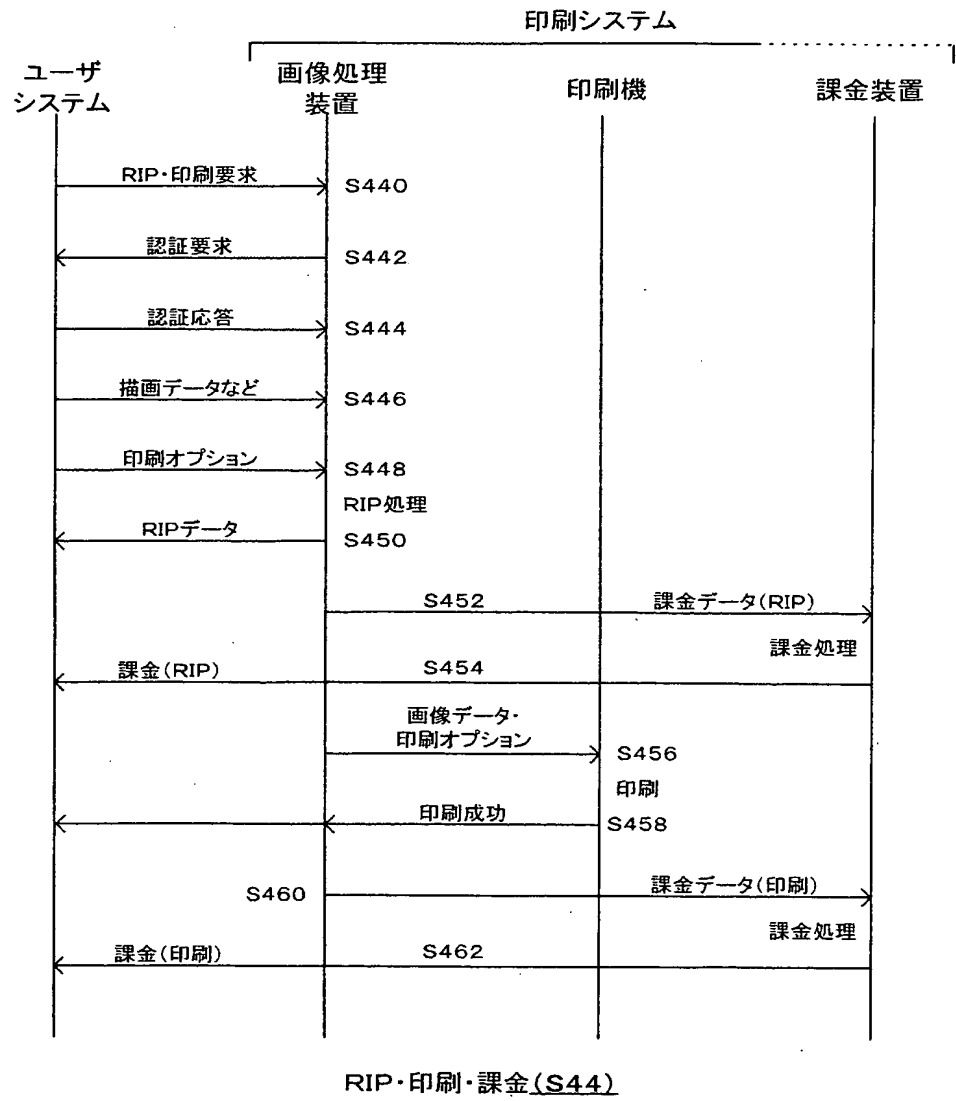 印刷システム
ユーザ
システム
画像処理
装置
印刷機
課金装置
RIP・印刷要求
S440
認証要求
S442
認証応答
S444
描画データなど
S446
印刷オプション
S448
RIP処理
RIPデータ
S450
S452
課金データ(RIP)
課金処理
課金(RIP)
S454
画像データ・
印刷オプション
S456
印刷
印刷成功
S458
S460
課金データ(印刷)
課金処理
課金(印刷)
S462
RIP・印刷・課金(S44)